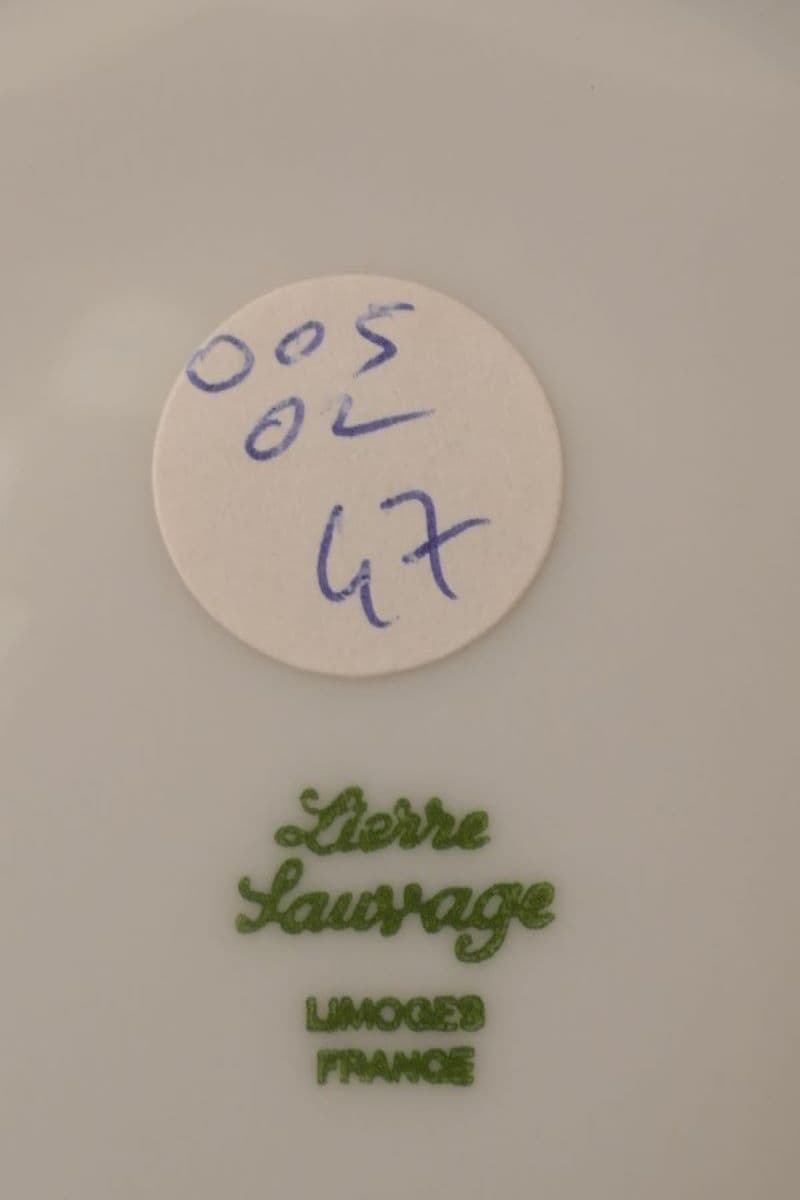 005
02
47
Lierre
Sauvage
LIMOGES
FRANCE